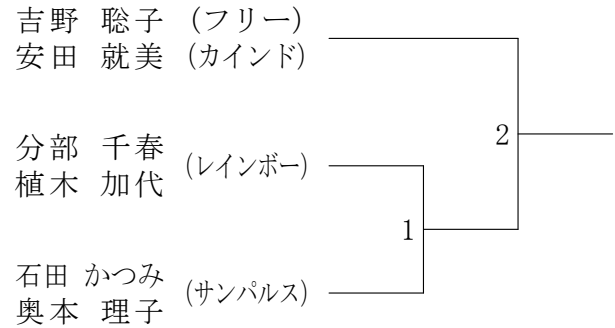 吉野 聡子 (フリー)
安田 就美 (カインド)
2
分部 千春
植木 加代
(レインボー)
1
石田 かつみ
奥本 理子
(サンパルス)